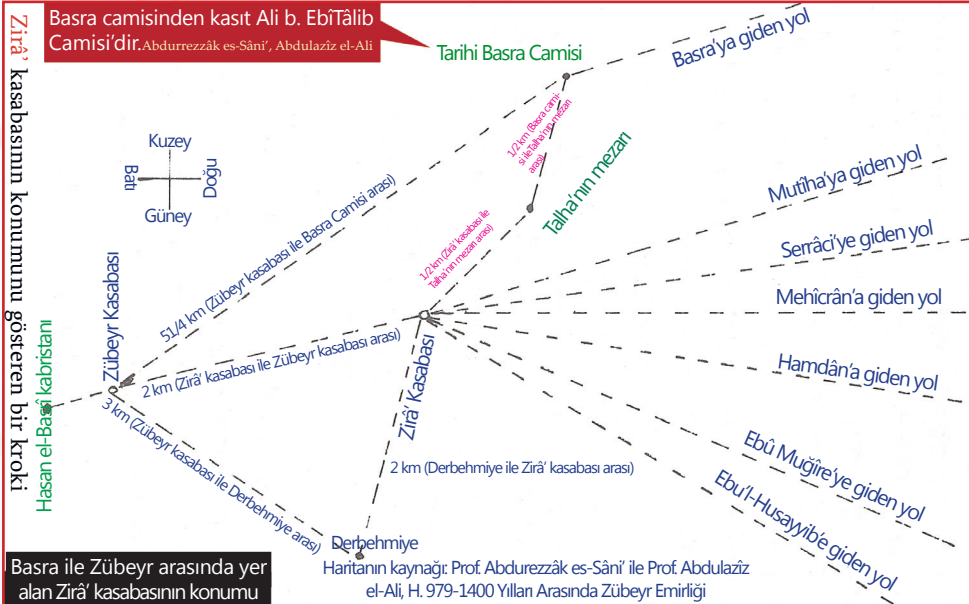 Zirâ' kasabasının konumunu gösteren bir kroki
Basra camisinden kasıt Ali b. EbîTâlib
Camisi'dir. Abdurrezzâk es-Sâni', Abdulazîz el-Ali
Tarihi Basra Camisi
Basra'ya giden yol
1/2 km (Basra cami-
si ile Talha'nın mezarı
arası)
Talha'nın mezarı
Kuzey
Batı
Doğu
Güney
Mutîha'ya giden yol
Serrâci'ye giden yol
Mehîcrân'a giden yol
Hamdân'a giden yol
Ebû Muğîre'ye giden yol
Ebu'l-Husayyib'e giden yol
51/4 km (Zübeyr kasabası ile Basra Camisi arası)
1/2 km (Zirâ' kasabası ile
Talha'nın mezarı arası)
Zübeyr Kasabası
2 km (Zirâ' kasabası ile Zübeyr kasabası arası)
Zirâ' Kasabası
Hasan el-Basrî kabristanı
3 km (Zübeyr kasabası ile Derbehmiye arası)
2 km (Derbehmiye ile Zirâ' kasabası arası)
Derbehmiye
Basra ile Zübeyr arasında yer
alan Zirâ' kasabasının konumu
Haritanın kaynağı: Prof. Abdurezzâk es-Sâni' ile Prof. Abdulazîz
el-Ali, H. 979-1400 Yılları Arasında Zübeyr Emirliği